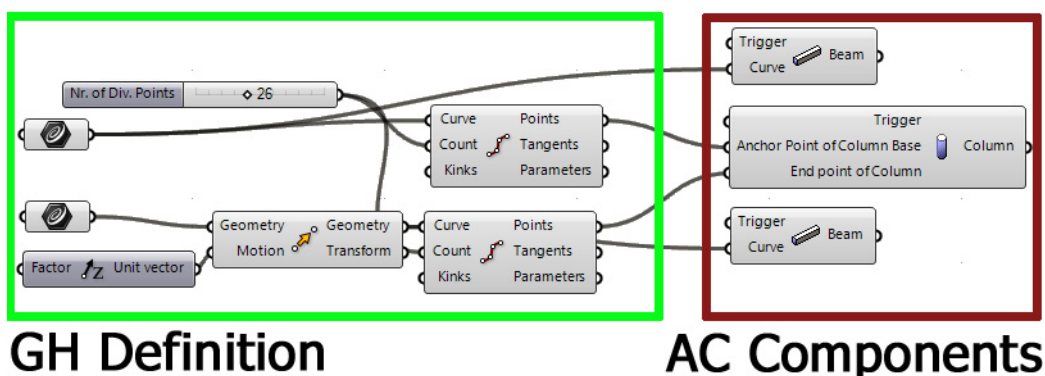 Nr. of Div. Points 26
Curve Points
Count Tangents
Kinks Parameters
Geometry Geometry
Motion Transform
Factor Z Unit vector
Curve Points
Count Tangents
Kinks Parameters
Trigger
Curve Beam
Trigger
Anchor Point of Column Base Column
End point of Column
Trigger
Curve Beam
GH Definition
AC Components